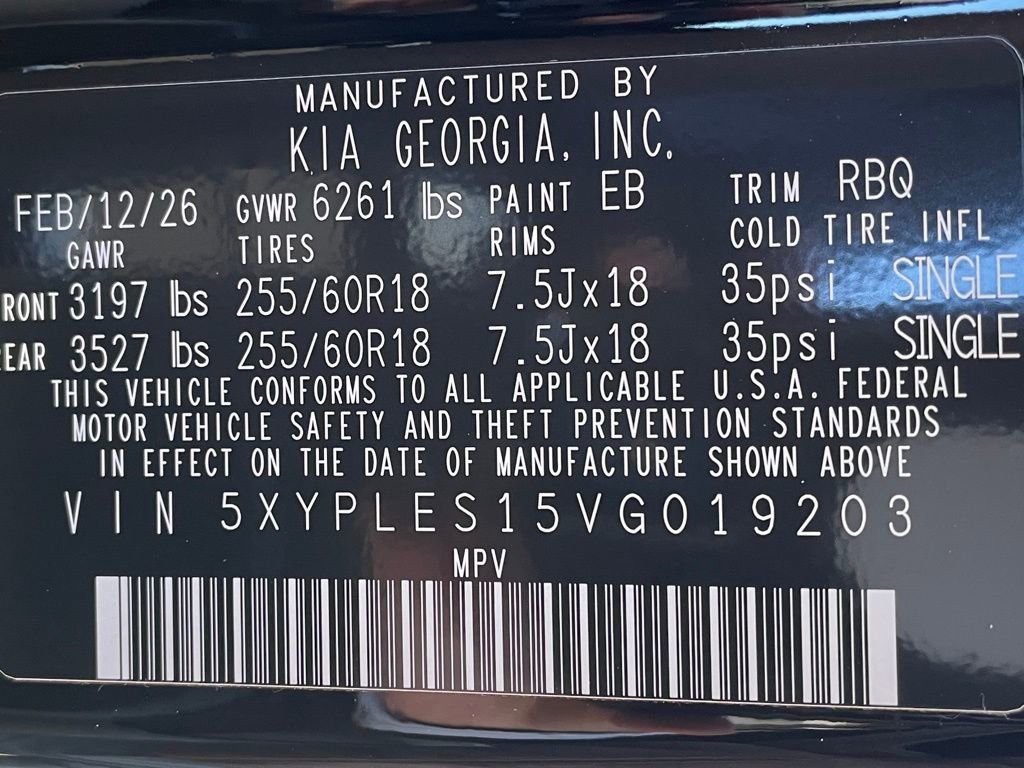 MANUFACTURED BY
KIA GEORGIA, INC.
FEB/12/26 GVWR 6261 lbs PAINT EB TRIM RBQ
GAWR TIRES RIMS COLD TIRE INFL
FRONT 3197 lbs 255/60R18 7.5Jx18 35psi SINGLE
REAR 3527 lbs 255/60R18 7.5Jx18 35psi SINGLE
THIS VEHICLE CONFORMS TO ALL APPLICABLE U.S.A. FEDERAL
MOTOR VEHICLE SAFETY AND THEFT PREVENTION STANDARDS
IN EFFECT ON THE DATE OF MANUFACTURE SHOWN ABOVE
VIN 5XYPLES15VG019203
MPV